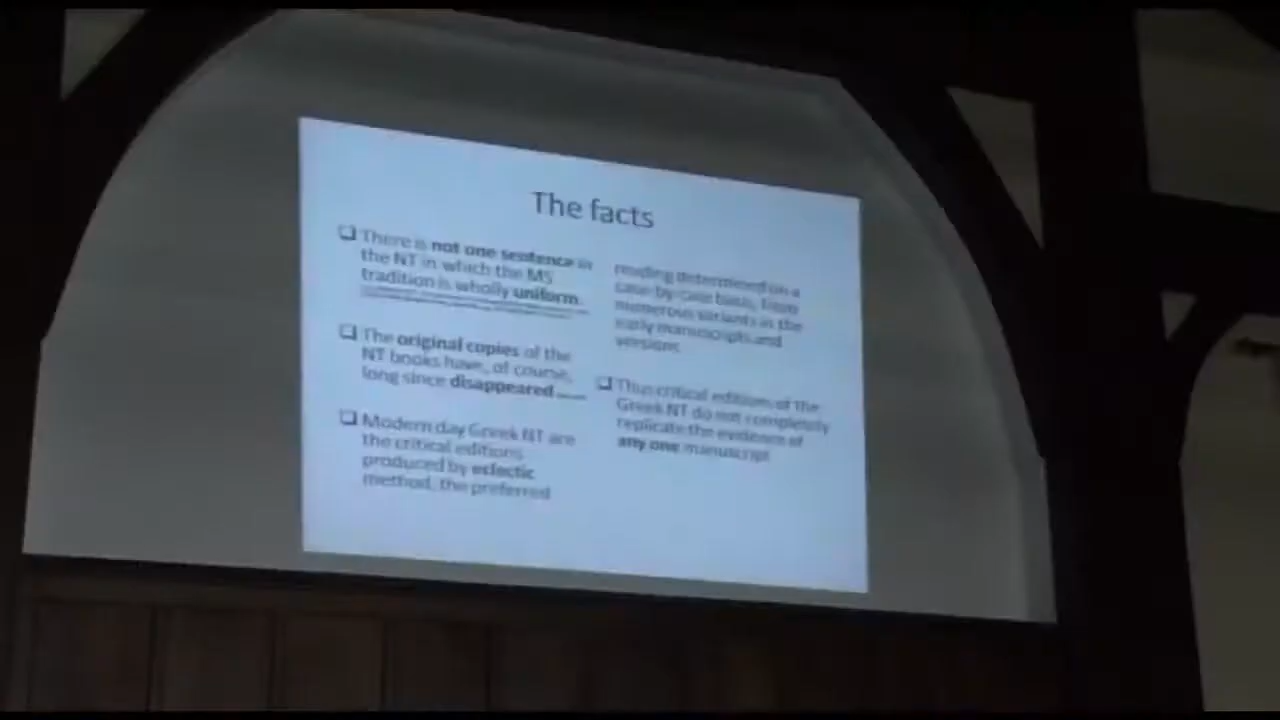 The facts
❑ There is not one sentence in
the NT in which the MS
tradition is wholly uniform.
❑ The original copies of the
NT books have, of course,
long since disappeared
❑ Modern day Greek NT are
the critical editions
produced by eclectic
method, the preferred
reading determined on a
case-by-case basis, from
numerous variants in the
early manuscripts and
versions
❑ Thus critical editions of the
Greek NT do not completely
replicate the evidence of
any one manuscript